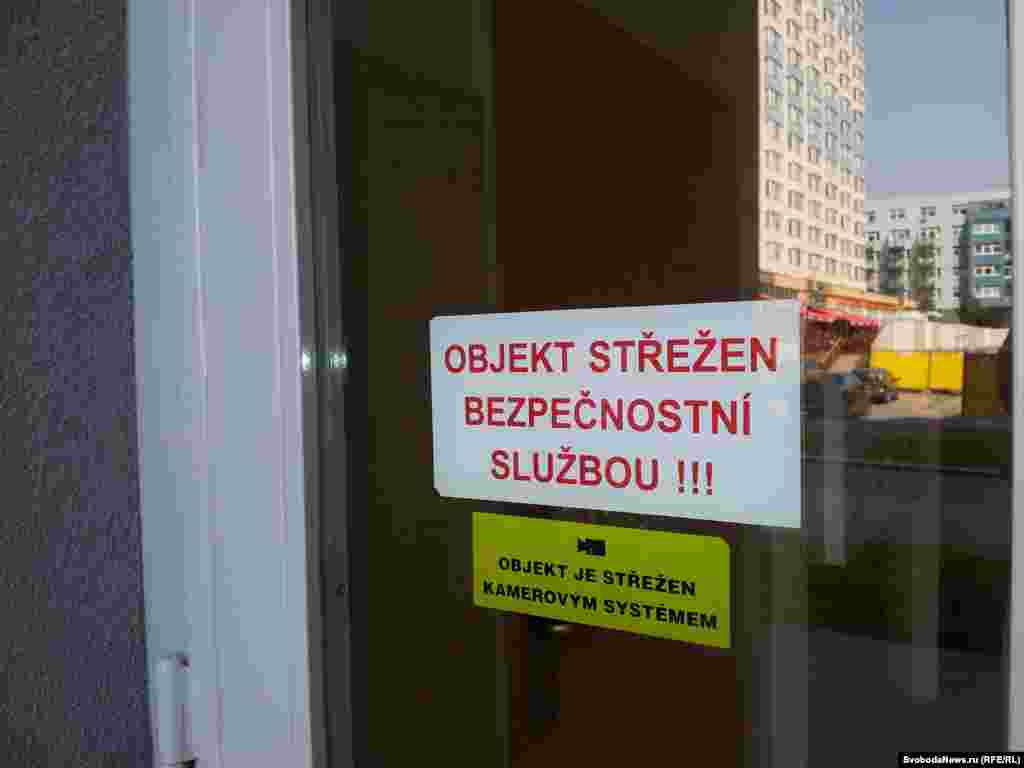 OBJEKT STŘEŽEN
BEZPEČNOSTNÍ
SLUŽBOU !!!
OBJEKT JE STŘEŽEN
KAMEROVÝM SYSTÉMEM
SvobodaNews.ru (RFE/RL)